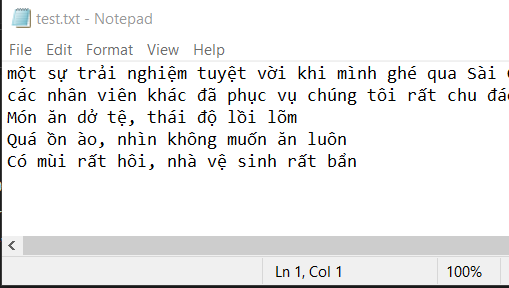 test.txt - Notepad
File Edit Format View Help
một sự trải nghiệm tuyệt vời khi mình ghé qua Sài
các nhân viên khác đã phục vụ chúng tôi rất chu
Món ăn dở tệ, thái độ lồi lõm
Quá ồn ào, nhìn không muốn ăn luôn
Có mùi rất hôi, nhà vệ sinh rất bẩn
Ln 1, Col 1
100%